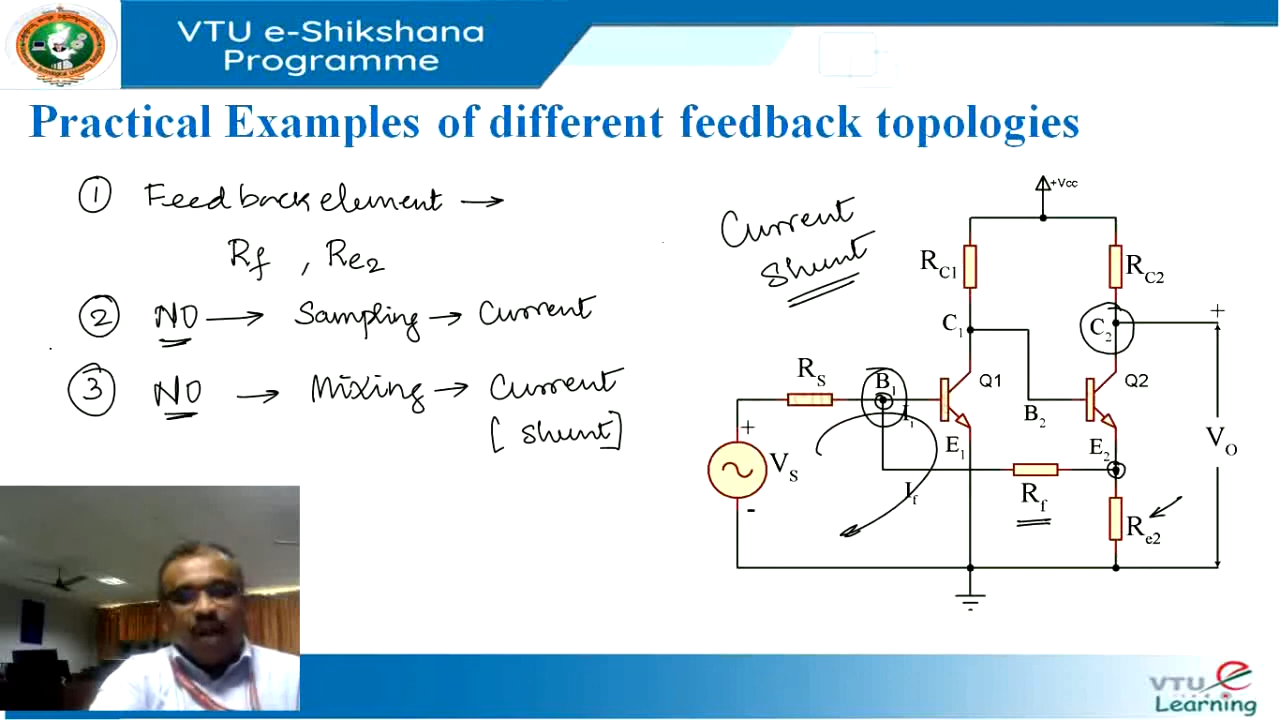 VTU e-Shikshana
Programme
Practical Examples of different feedback topologies
① Feedback element →
Rf , Re2
② NO → Sampling → Current
③ NO → Mixing → Current
[shunt]
Current
Shunt
+Vcc
RC1
RC2
C1
C2
+
RS
B1
Q1
Q2
Ii
B2
+
VS
E1
E2
VO
-
If
Rf
Re2
VTU e
Learning